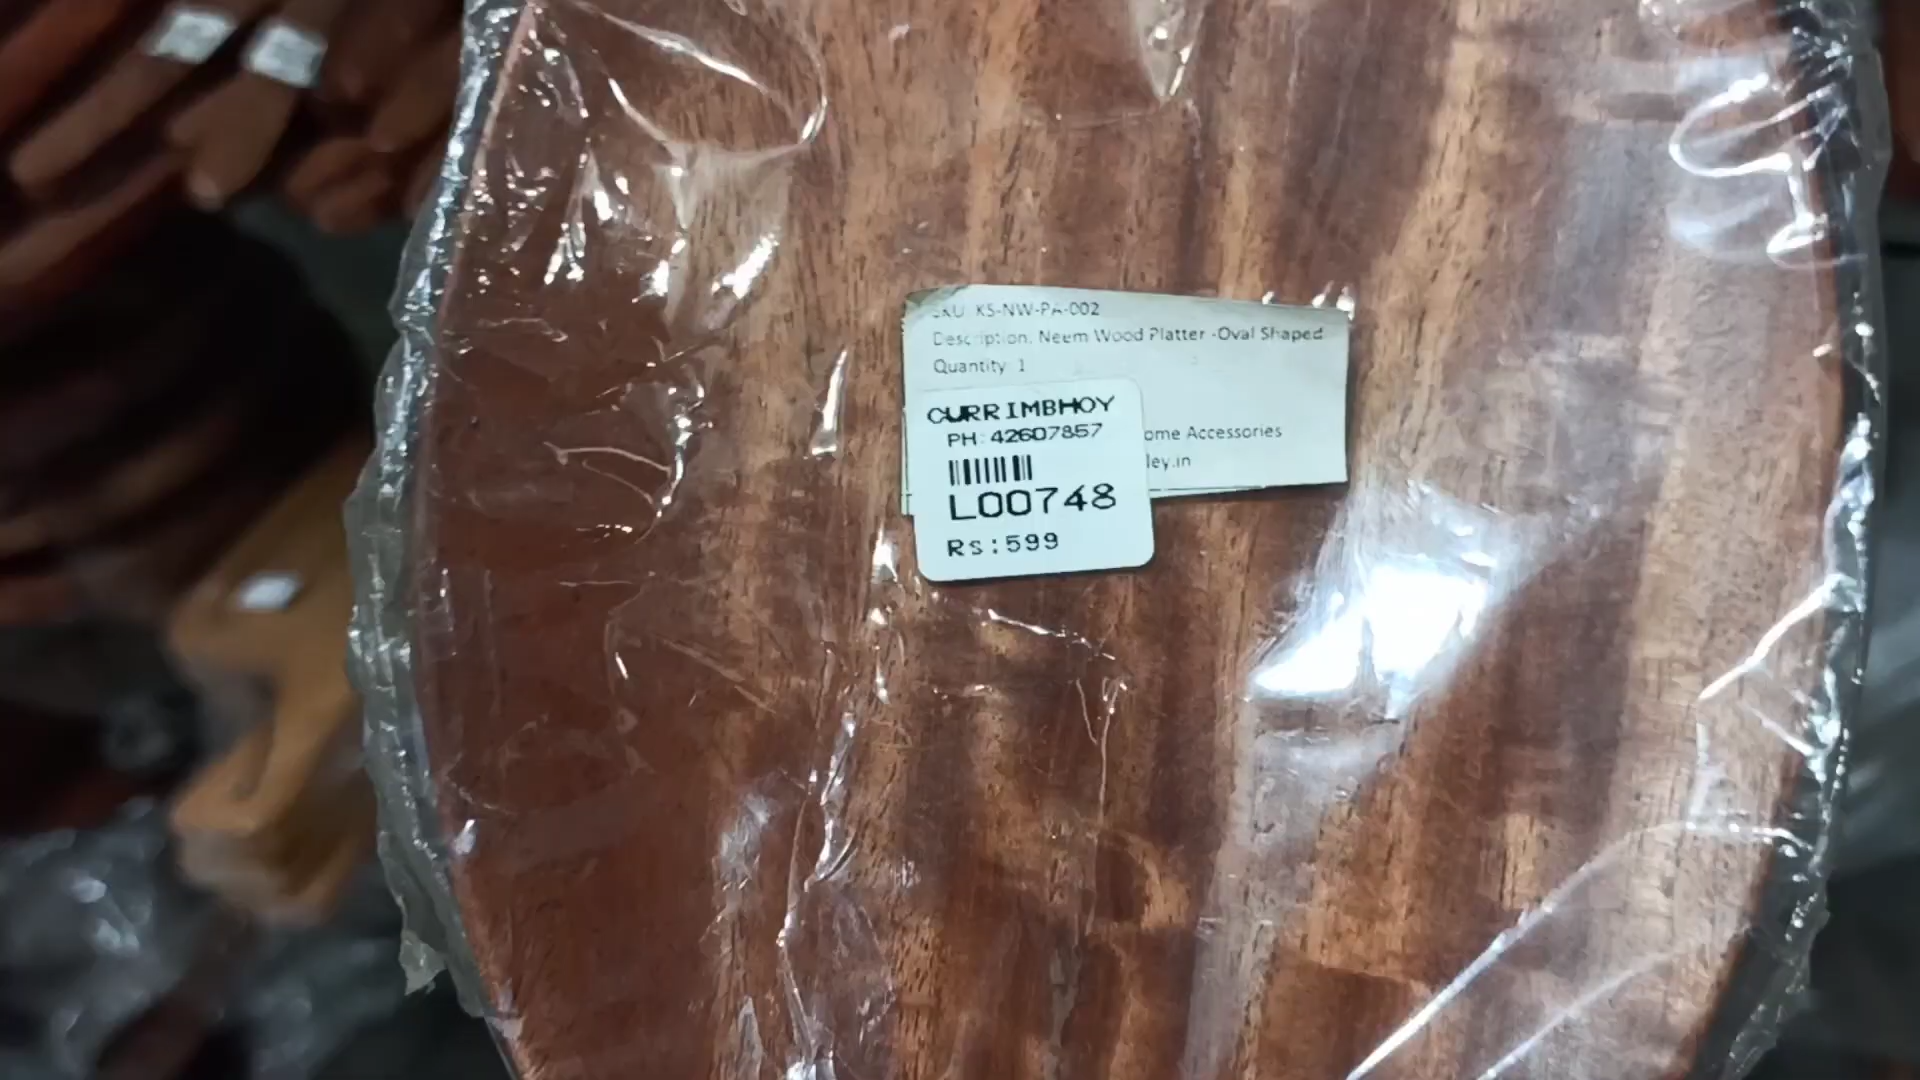 SKU: KS-NW-PA-002
Description: Neem Wood Platter -Oval Shaped
Quantity: 1
CURRIMBHOY
PH:42607857
ome Accessories
ley.in
L00748
Rs:599